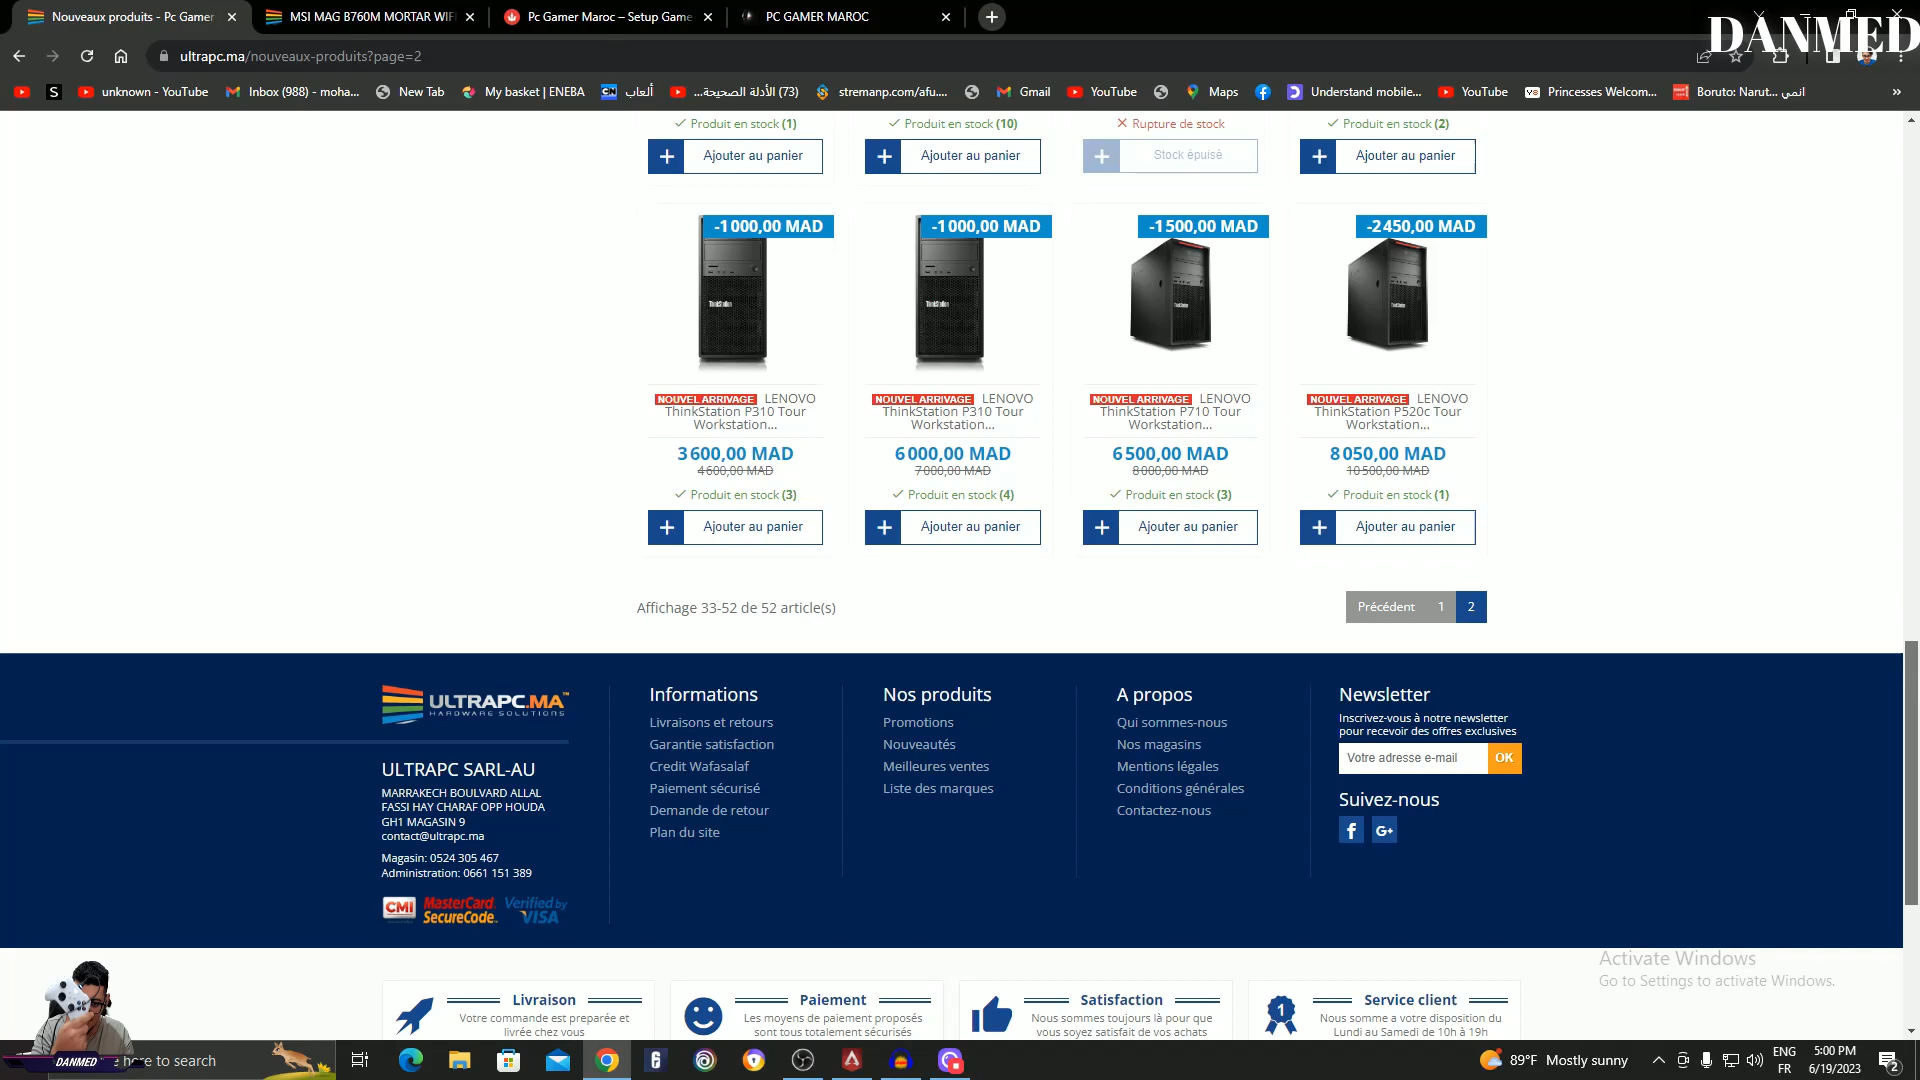 Nouveaux produits - Pc Gamer
MSI MAG B760M MORTAR WIFI
Pc Gamer Maroc – Setup Game
PC GAMER MAROC
DANMED
ultrapc.ma/nouveaux-produits?page=2
unknown - YouTube
Inbox (988) - moha...
New Tab
My basket | ENEBA
ألعاب
(73) الأدلة الصحيحة...
stremanp.com/afu....
Gmail
YouTube
Maps
Understand mobile...
YouTube
Princesses Welcom...
Boruto: Narut... انمي
Produit en stock (1)
Produit en stock (10)
Rupture de stock
Produit en stock (2)
Ajouter au panier
Ajouter au panier
Stock épuisé
Ajouter au panier
-1 000,00 MAD
-1 000,00 MAD
-1 500,00 MAD
-2 450,00 MAD
ThinkStation
ThinkStation
ThinkStation
ThinkStation
NOUVEL ARRIVAGE LENOVO
ThinkStation P310 Tour
Workstation...
NOUVEL ARRIVAGE LENOVO
ThinkStation P310 Tour
Workstation...
NOUVEL ARRIVAGE LENOVO
ThinkStation P710 Tour
Workstation...
NOUVEL ARRIVAGE LENOVO
ThinkStation P520c Tour
Workstation...
3 600,00 MAD
4 600,00 MAD
6 000,00 MAD
7 000,00 MAD
6 500,00 MAD
8 000,00 MAD
8 050,00 MAD
10 500,00 MAD
Produit en stock (3)
Produit en stock (4)
Produit en stock (3)
Produit en stock (1)
Ajouter au panier
Ajouter au panier
Ajouter au panier
Ajouter au panier
Affichage 33-52 de 52 article(s)
Précédent 1 2
ULTRAPC.MA™
HARDWARE SOLUTIONS
ULTRAPC SARL-AU
MARRAKECH BOULVARD ALLAL
FASSI HAY CHARAF OPP HOUDA
GH1 MAGASIN 9
contact@ultrapc.ma
Magasin: 0524 305 467
Administration: 0661 151 389
CMI
MasterCard.
SecureCode.
Verified by
VISA
Informations
Livraisons et retours
Garantie satisfaction
Credit Wafasalaf
Paiement sécurisé
Demande de retour
Plan du site
Nos produits
Promotions
Nouveautés
Meilleures ventes
Liste des marques
A propos
Qui sommes-nous
Nos magasins
Mentions légales
Conditions générales
Contactez-nous
Newsletter
Inscrivez-vous à notre newsletter
pour recevoir des offres exclusives
Votre adresse e-mail
OK
Suivez-nous
Activate Windows
Go to Settings to activate Windows.
Livraison
Votre commande est preparée et
livrée chez vous
Paiement
Les moyens de paiement proposés
sont tous totalement sécurisés
Satisfaction
Nous sommes toujours là pour que
vous soyez satisfait de vos achats
1
Service client
Nous somme a votre disposition du
Lundi au Samedi de 10h à 19h
DANMED
here to search
89°F Mostly sunny
ENG
FR
5:00 PM
6/19/2023
2